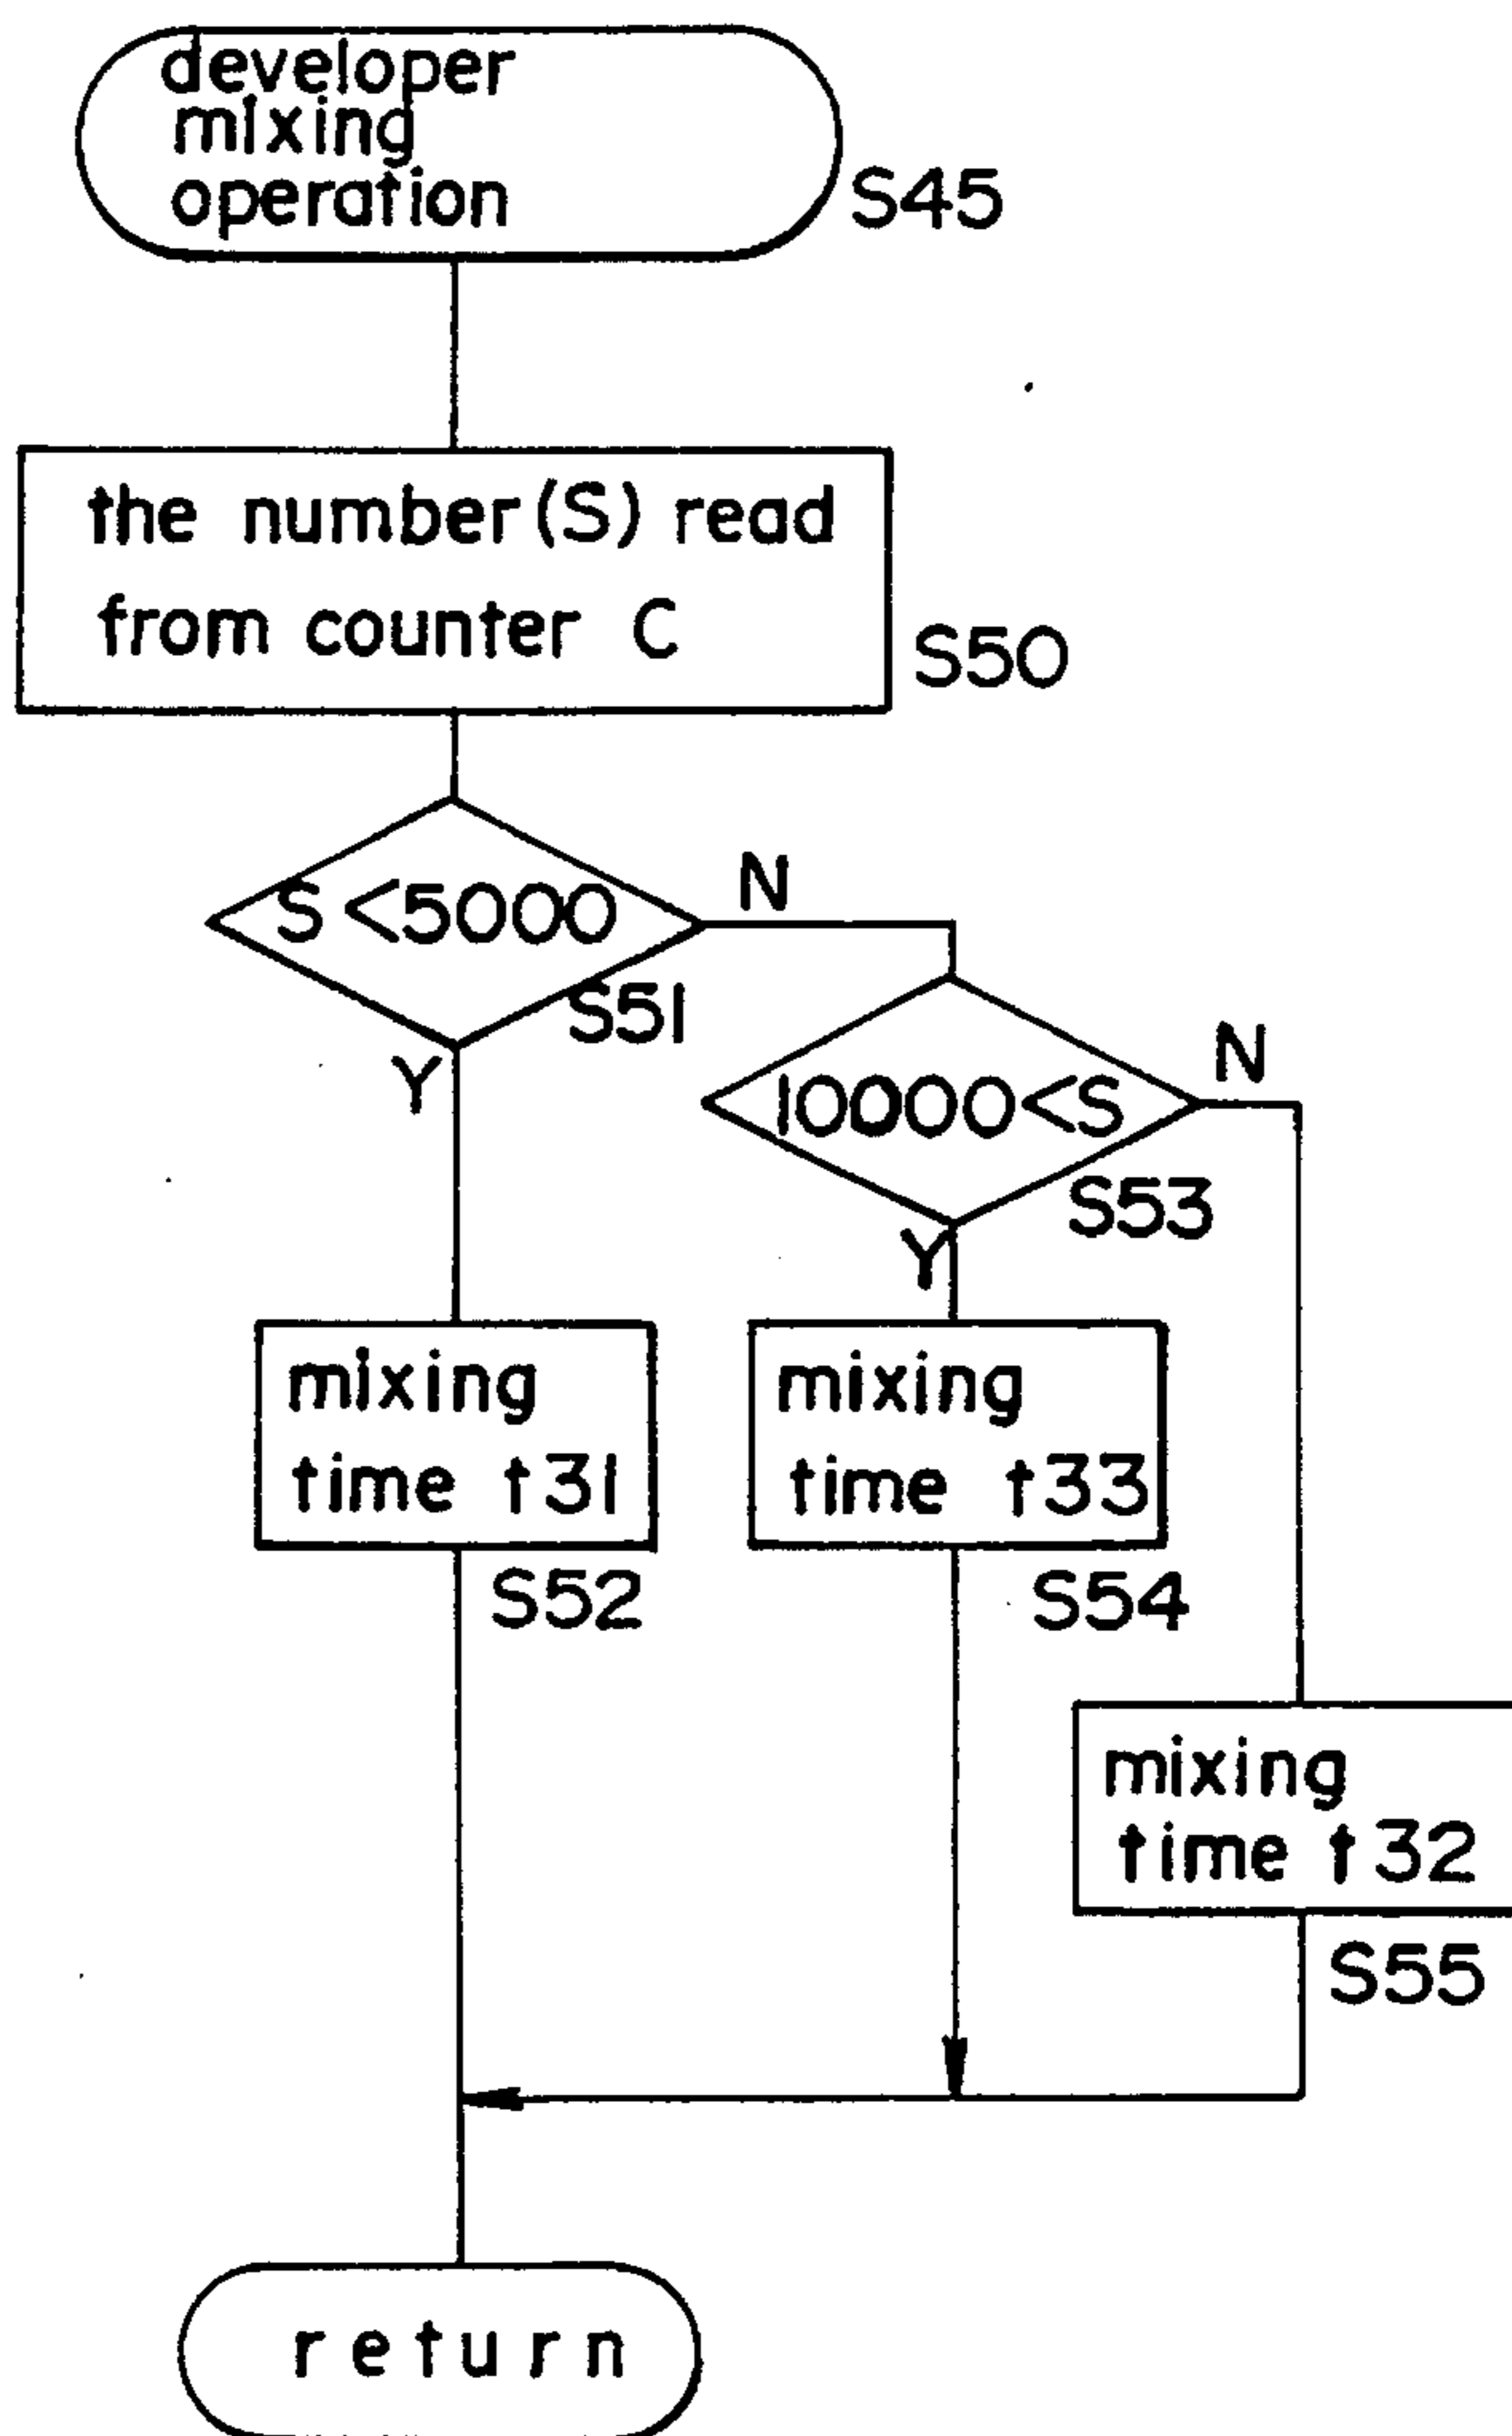 developer
mixing
operation
S45
the number(S) read
from counter C
S50
S<5000
N
S51
Y
10000<S
N
S53
Y
mixing
time t31
S52
mixing
time t33
S54
mixing
time t32
S55
return